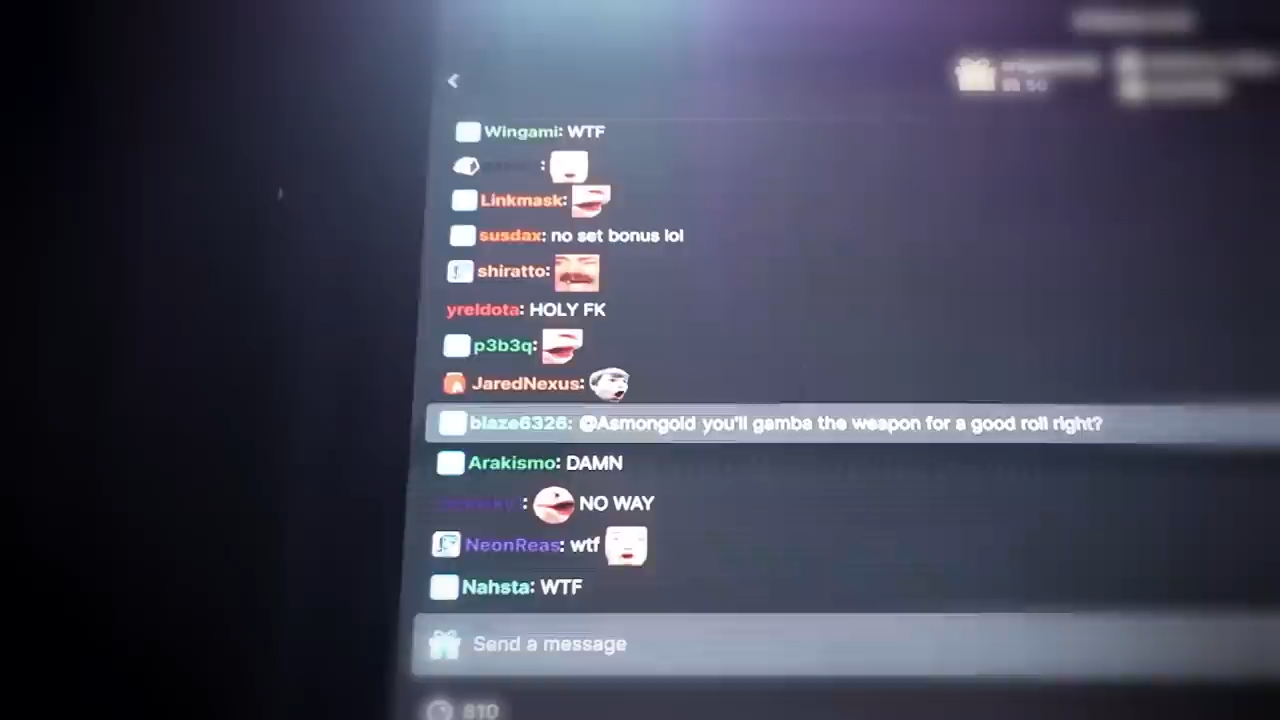 Wingami: WTF
:
Linkmask:
susdax: no set bonus lol
shiratto:
yreldota: HOLY FK
p3b3q:
JaredNexus:
blaze6326: @Asmongold you'll gamba the weapon for a good roll right?
Arakismo: DAMN
: NO WAY
NeonReas: wtf
Nahsta: WTF
Send a message
810